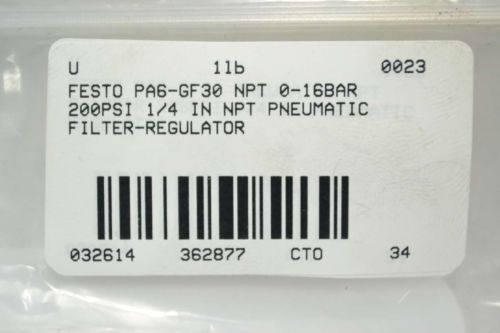 U 11b 0023
FESTO PA6-GF30 NPT 0-16BAR
200PSI 1/4 IN NPT PNEUMATIC
FILTER-REGULATOR
032614 362877 CTO 34